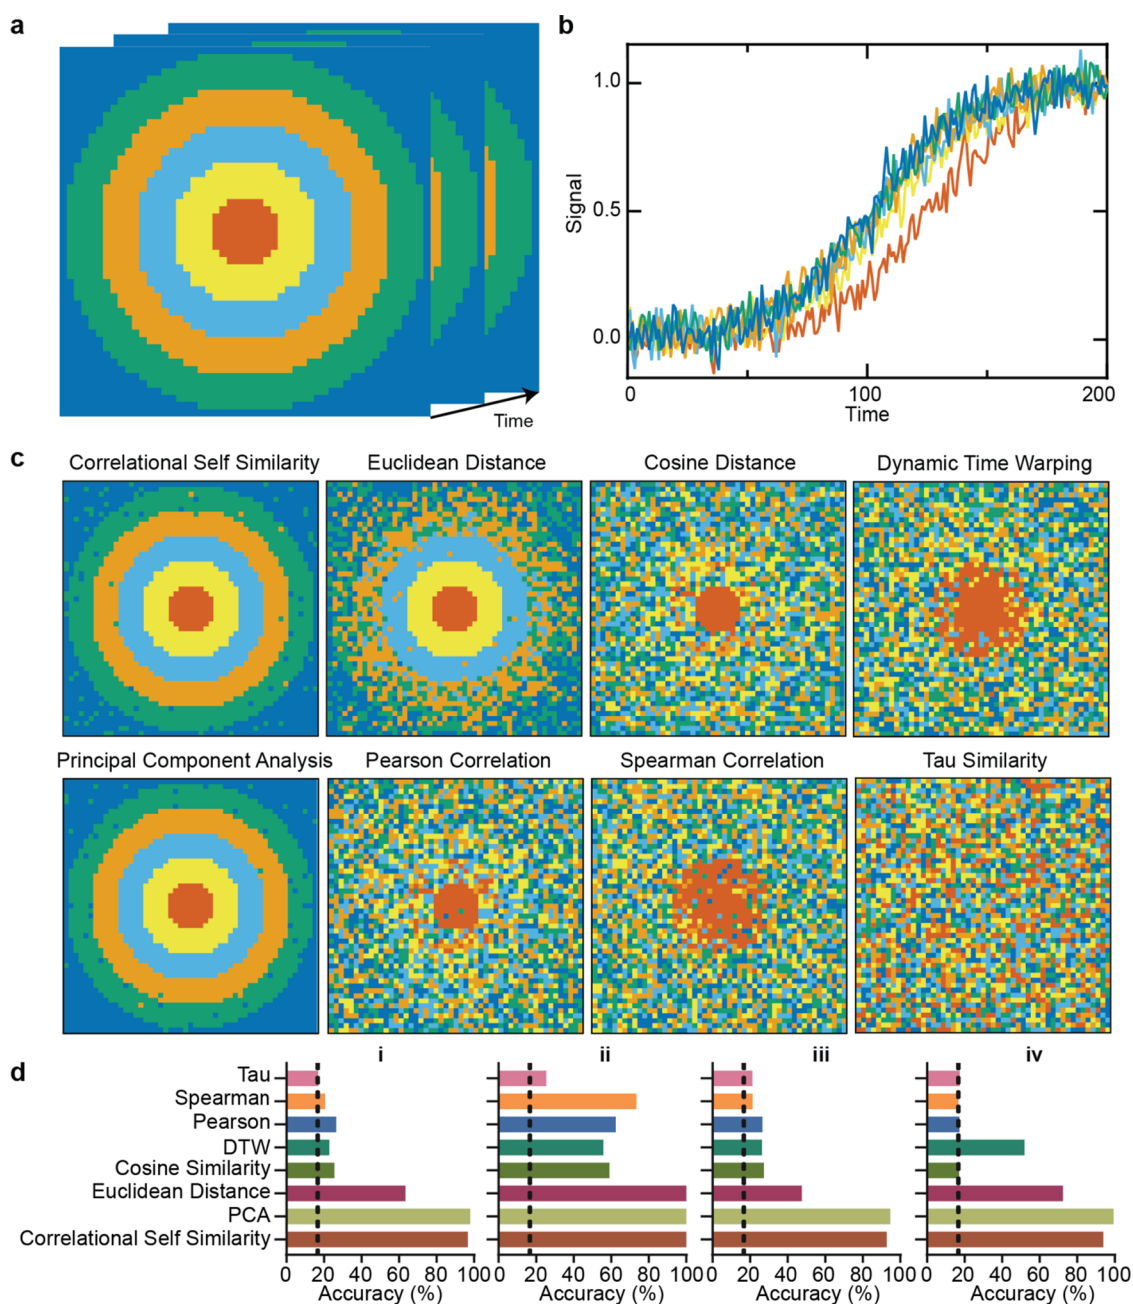 a
Time
b
Signal
1.0
0.5
0.0
0
100
200
Time
c
Correlational Self Similarity
Euclidean Distance
Cosine Distance
Dynamic Time Warping
Principal Component Analysis
Pearson Correlation
Spearman Correlation
Tau Similarity
d
i
ii
iii
iv
Tau
Spearman
Pearson
DTW
Cosine Similarity
Euclidean Distance
PCA
Correlational Self Similarity
0 20 40 60 80 100
Accuracy (%)
0 20 40 60 80 100
Accuracy (%)
0 20 40 60 80 100
Accuracy (%)
0 20 40 60 80 100
Accuracy (%)